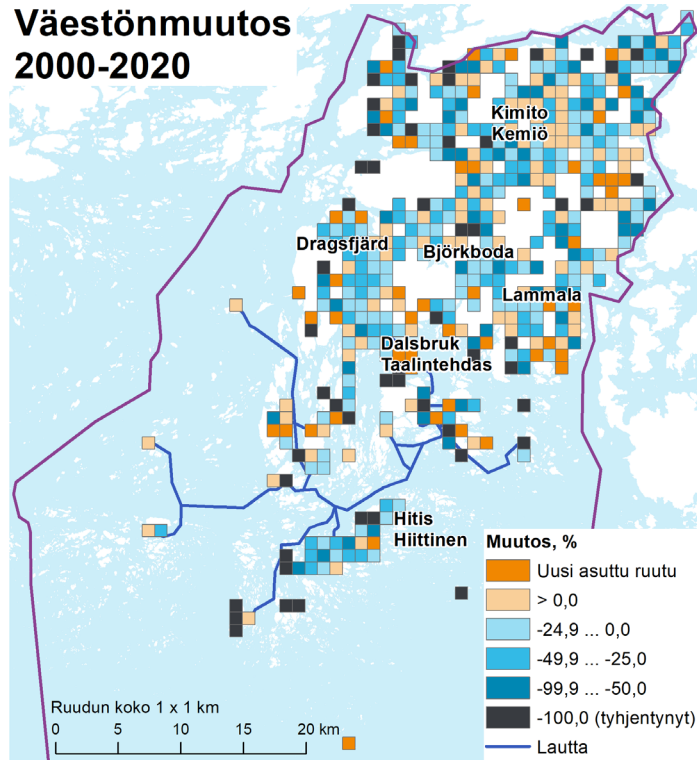 Väestönmuutos
2000-2020
Kimito
Kemiö
Dragsfjärd
Björkboda
Lammala
Dalsbruk
Taalintehdas
Hitis
Hiittinen
Muutos, %
Uusi asuttu ruutu
> 0,0
-24,9 ... 0,0
-49,9 ... -25,0
-99,9 ... -50,0
-100,0 (tyhjentynyt)
Lautta
Ruudun koko 1 x 1 km
0 5 10 15 20 km